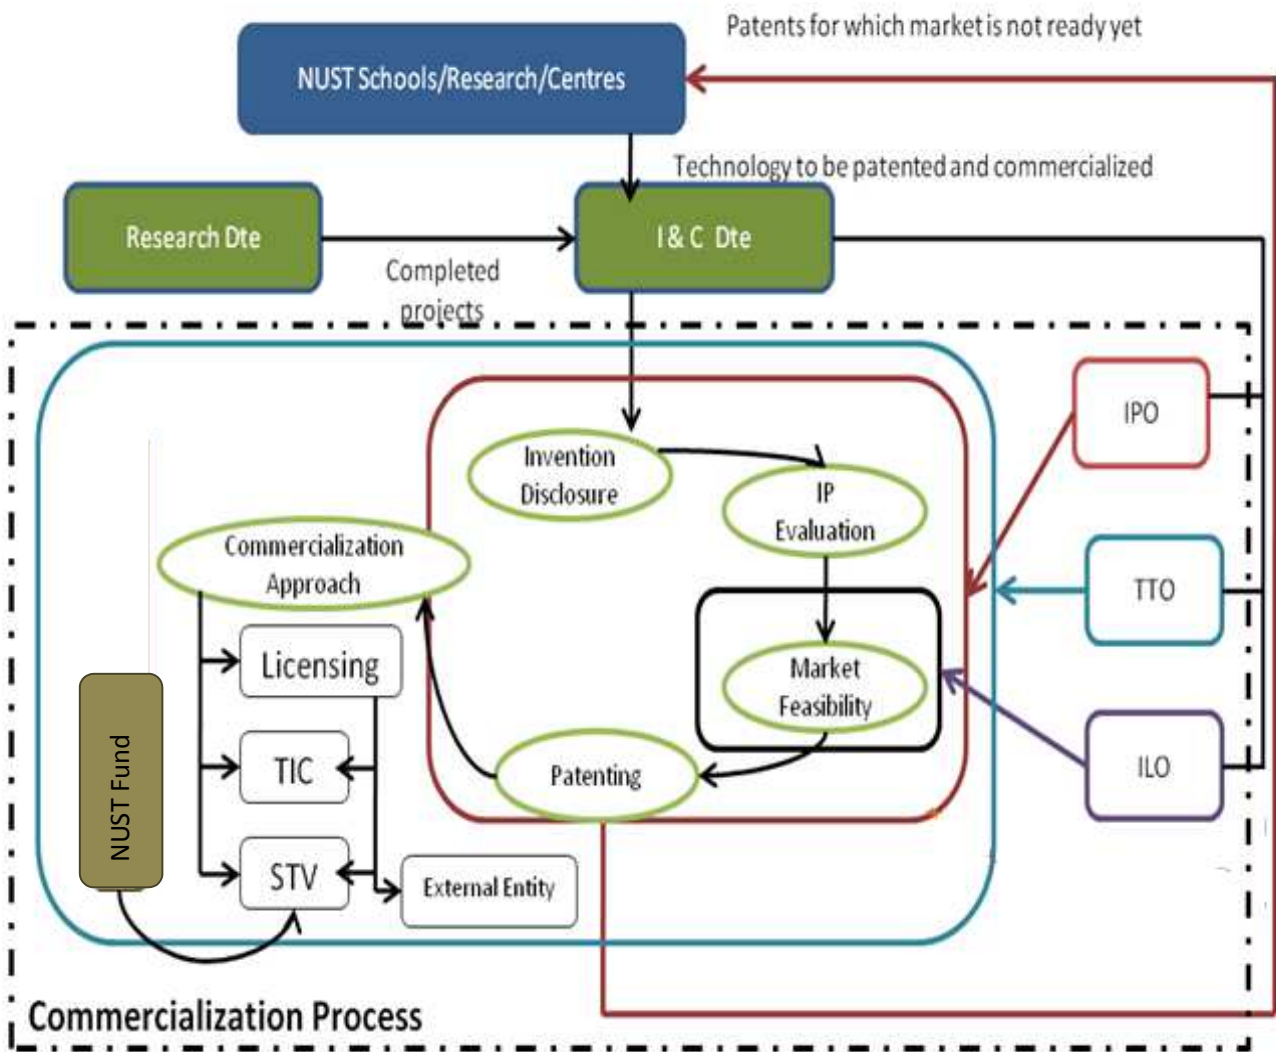 Patents for which market is not ready yet
NUST Schools/Research/Centres
Technology to be patented and commercialized
Research Dte
I & C Dte
Completed
projects
IPO
Invention
Disclosure
IP
Evaluation
Commercialization
Approach
TTO
Licensing
Market
Feasibility
TIC
Patenting
ILO
NUST Fund
STV
External Entity
Commercialization Process